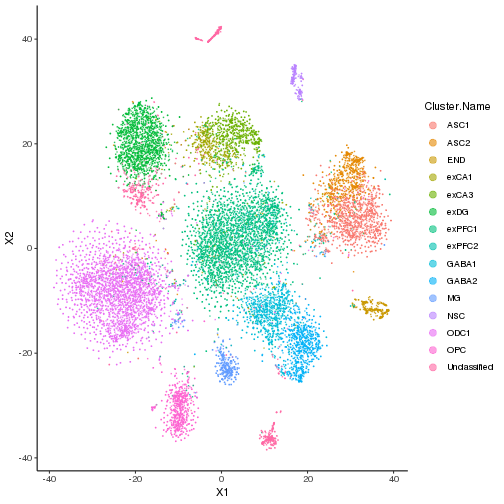 40
20
0
-20
-40
X2
-40
-20
0
20
40
X1
Cluster.Name
ASC1
ASC2
END
exCA1
exCA3
exDG
exPFC1
exPFC2
GABA1
GABA2
MG
NSC
ODC1
OPC
Unclassified